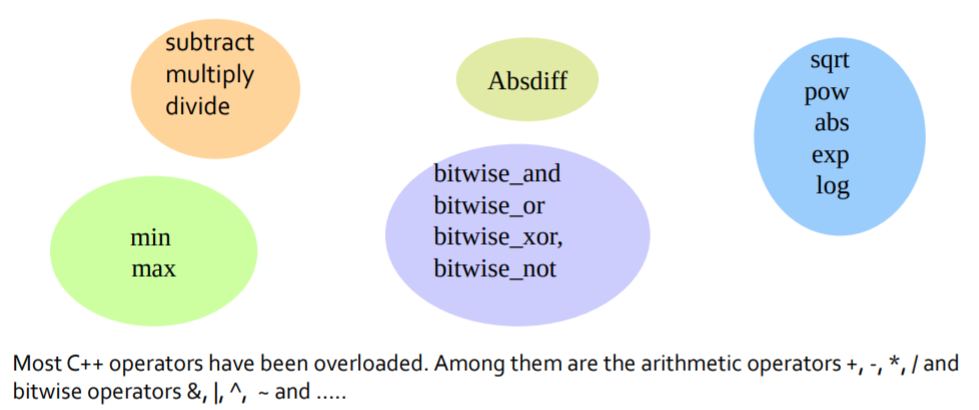 subtract
multiply
divide
Absdiff
sqrt
pow
abs
exp
log
min
max
bitwise_and
bitwise_or
bitwise_xor,
bitwise_not
Most C++ operators have been overloaded. Among them are the arithmetic operators +, -, *, / and
bitwise operators &, |, ^, ~ and .....